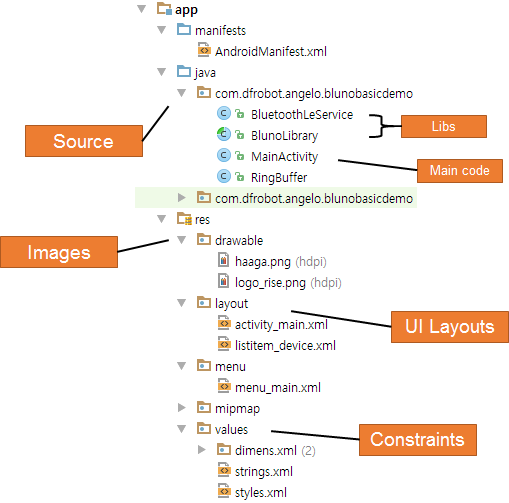 app
manifests
AndroidManifest.xml
java
com.dfrobot.angelo.blunobasicdemo
BluetoothLeService
BlunoLibrary
Libs
Source
MainActivity
Main code
RingBuffer
com.dfrobot.angelo.blunobasicdemo
res
drawable
Images
haaga.png (hdpi)
logo_rise.png (hdpi)
layout
activity_main.xml
UI Layouts
listitem_device.xml
menu
menu_main.xml
mipmap
values
Constraints
dimens.xml (2)
strings.xml
styles.xml